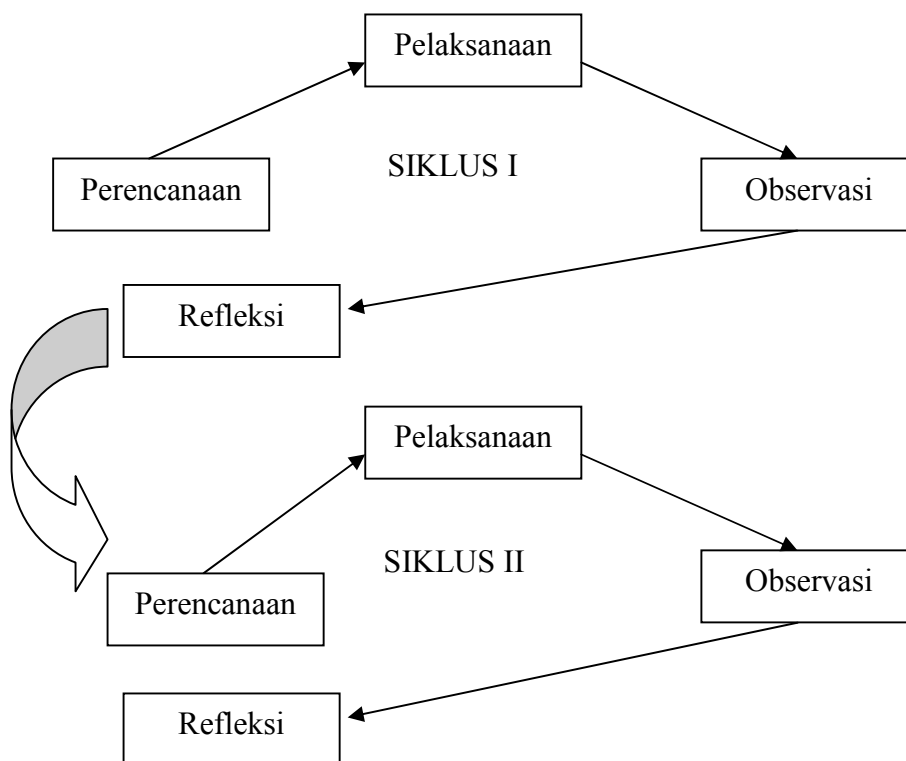 Pelaksanaan
SIKLUS I
Perencanaan
Observasi
Refleksi
Pelaksanaan
SIKLUS II
Perencanaan
Observasi
Refleksi